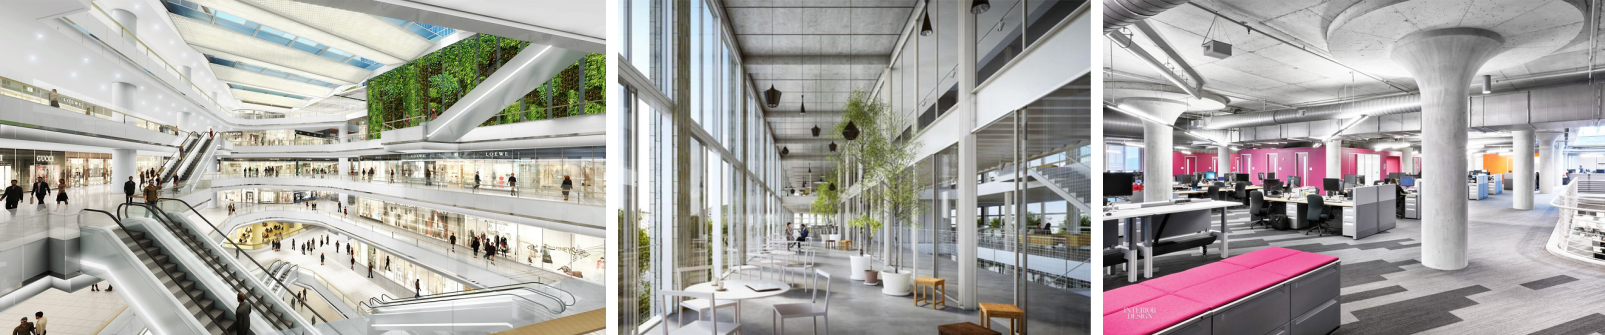 LOEWE
GUCCI
LOEWE
INTERIOR
DESIGN